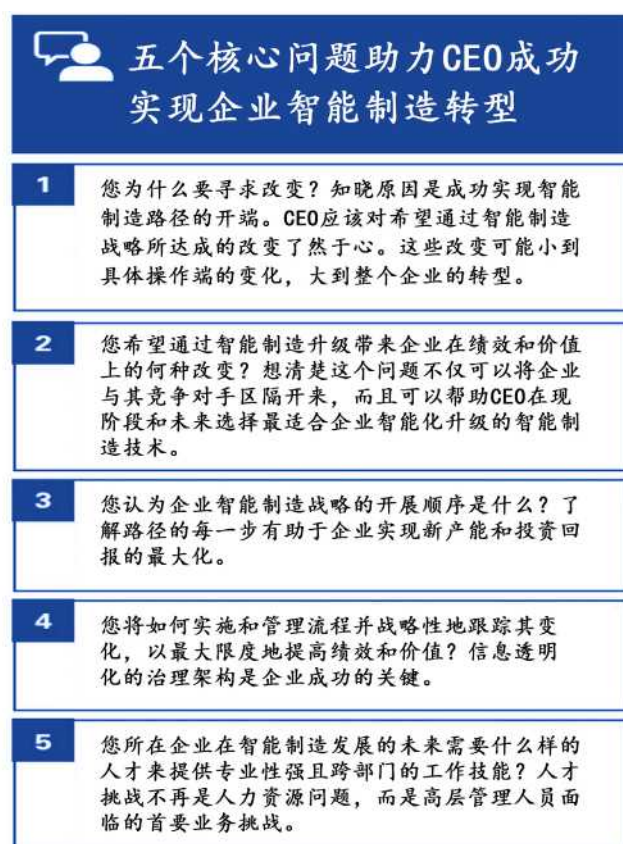 五个核心问题助力CEO成功
实现企业智能制造转型
1
您为什么要寻求改变？知晓原因是成功实现智能
制造路径的开端。CEO应该对希望通过智能制造
战略所达成的改变了然于心。这些改变可能小到
具体操作端的变化，大到整个企业的转型。
2
您希望通过智能制造升级带来企业在绩效和价值
上的何种改变？想清楚这个问题不仅可以将企业
与其竞争对手区隔开来，而且可以帮助CEO在现
阶段和未来选择最适合企业智能化升级的智能制
造技术。
3
您认为企业智能制造战略的开展顺序是什么？了
解路径的每一步有助于企业实现新产能和投资回
报的最大化。
4
您将如何实施和管理流程并战略性地跟踪其变
化，以最大限度地提高绩效和价值？信息透明
化的治理架构是企业成功的关键。
5
您所在企业在智能制造发展的未来需要什么样的
人才来提供专业性强且跨部门的工作技能？人才
挑战不再是人力资源问题，而是高层管理人员面
临的首要业务挑战。